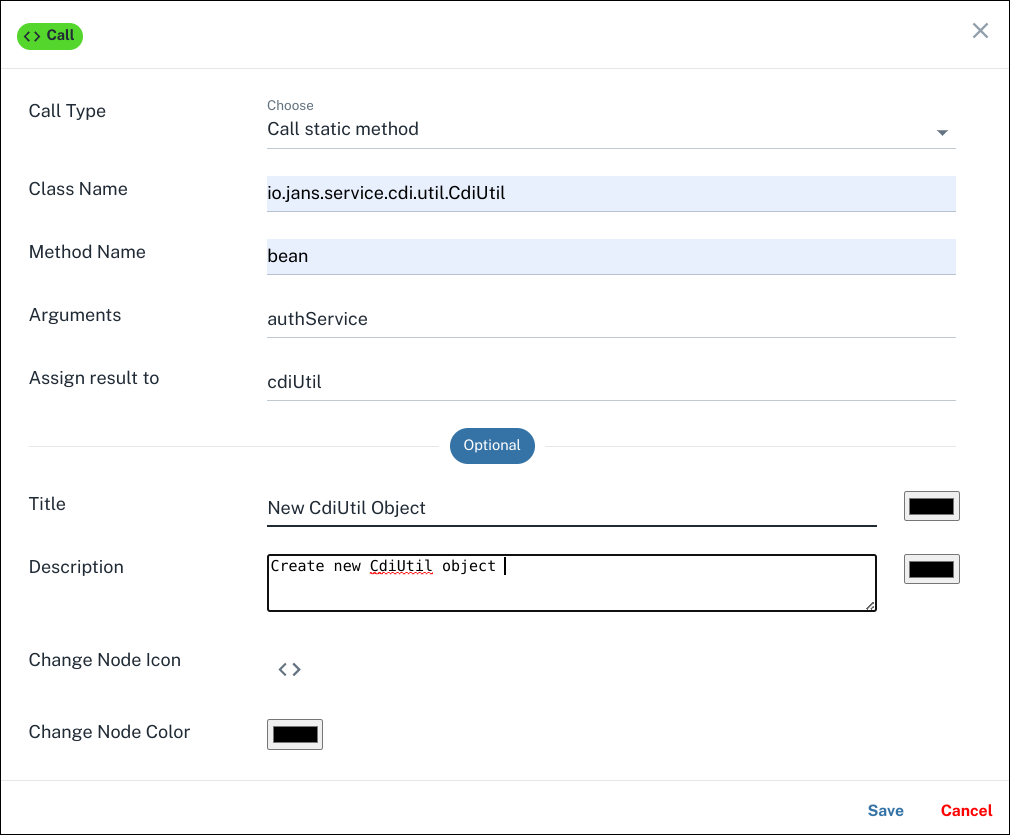 <> Call
Call Type
Choose
Call static method
Class Name
io.jans.service.cdi.util.CdiUtil
Method Name
bean
Arguments
authService
Assign result to
cdiUtil
Optional
Title
New CdiUtil Object
Description
Create new CdiUtil object
Change Node Icon
<>
Change Node Color
Save Cancel